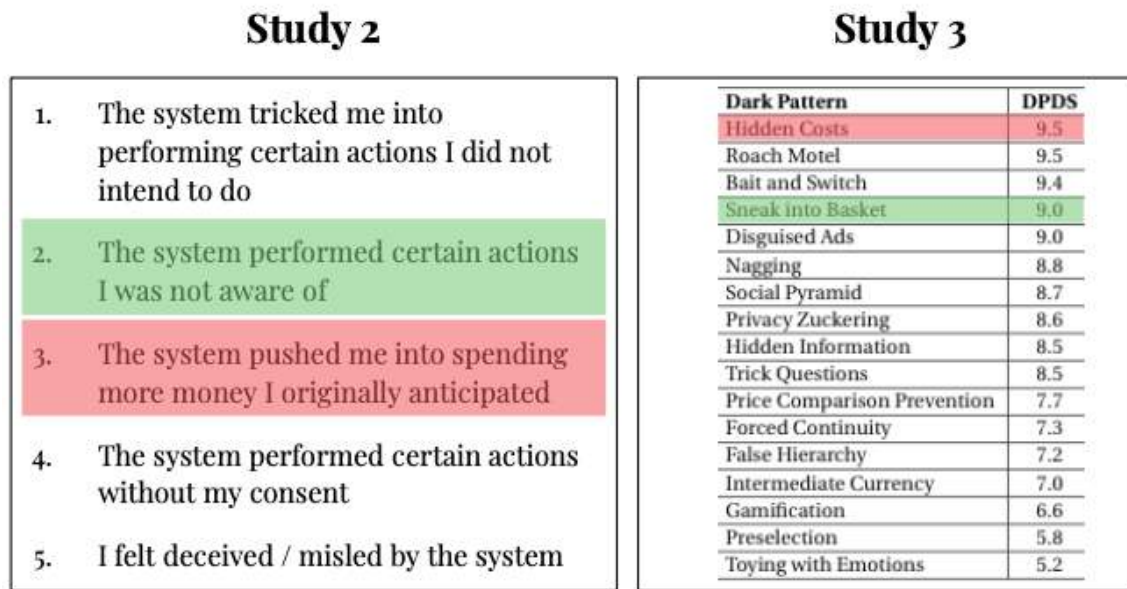 Study 2
1. The system tricked me into
performing certain actions I did not
intend to do
2. The system performed certain actions
I was not aware of
3. The system pushed me into spending
more money I originally anticipated
4. The system performed certain actions
without my consent
5. I felt deceived / misled by the system
Study 3
Dark Pattern DPDS
Hidden Costs 9.5
Roach Motel 9.5
Bait and Switch 9.4
Sneak into Basket 9.0
Disguised Ads 9.0
Nagging 8.8
Social Pyramid 8.7
Privacy Zuckering 8.6
Hidden Information 8.5
Trick Questions 8.5
Price Comparison Prevention 7.7
Forced Continuity 7.3
False Hierarchy 7.2
Intermediate Currency 7.0
Gamification 6.6
Preselection 5.8
Toying with Emotions 5.2